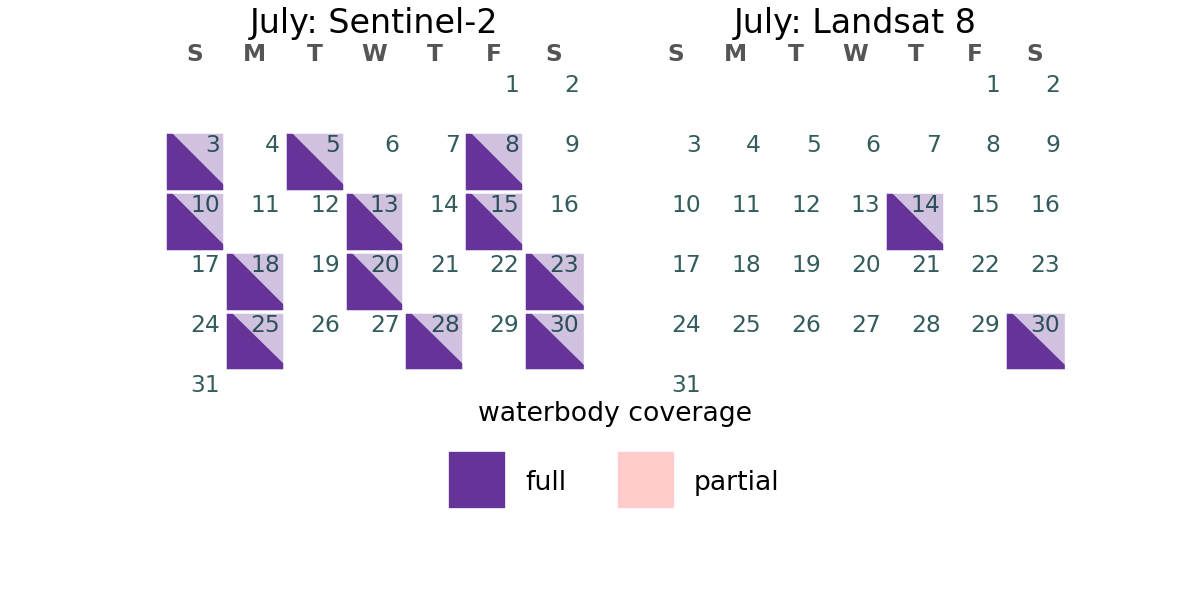 July: Sentinel-2
S M T W T F S
1 2
3 4 5 6 7 8 9
10 11 12 13 14 15 16
17 18 19 20 21 22 23
24 25 26 27 28 29 30
31
July: Landsat 8
S M T W T F S
1 2
3 4 5 6 7 8 9
10 11 12 13 14 15 16
17 18 19 20 21 22 23
24 25 26 27 28 29 30
31
waterbody coverage
full partial